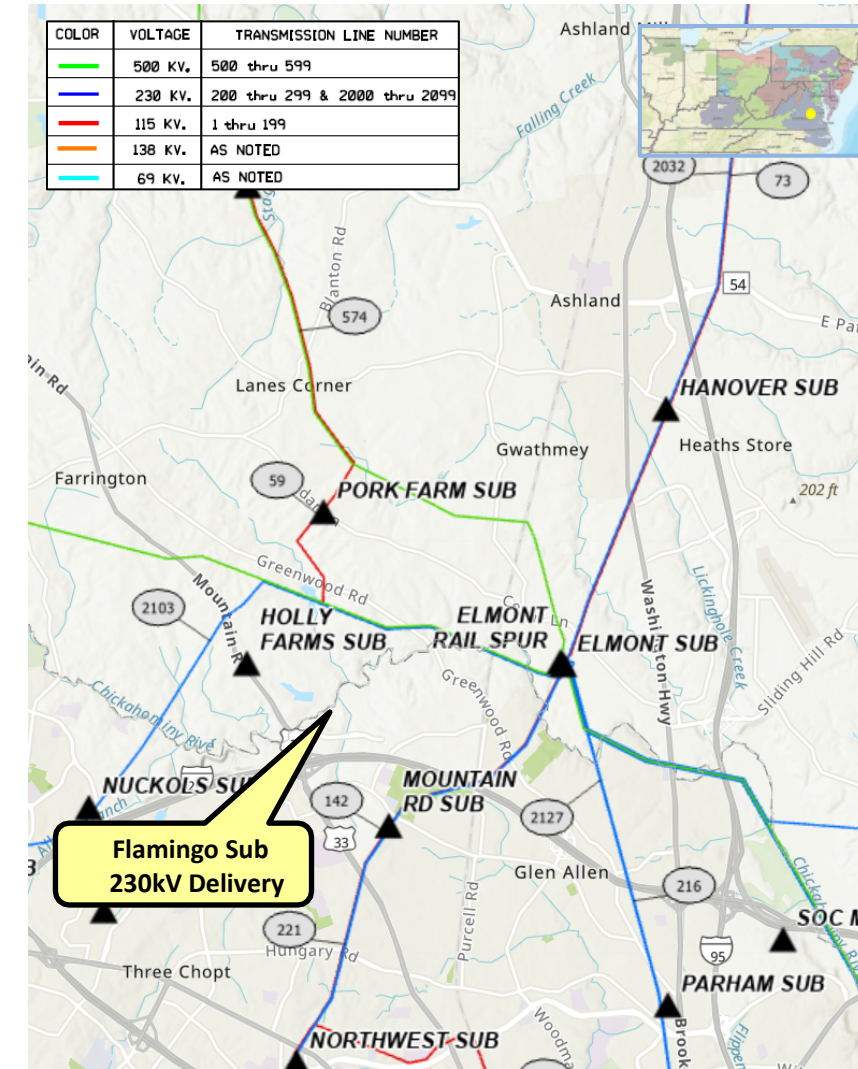 COLOR VOLTAGE TRANSMISSION LINE NUMBER
500 KV. 500 thru 599
230 KV. 200 thru 299 & 2000 thru 2099
115 KV. 1 thru 199
138 KV. AS NOTED
69 KV. AS NOTED
Ashland
Falling Creek
2032
73
Blanton Rd
54
574
Ashland
Lanes Corner
HANOVER SUB
Gwathmey
Heaths Store
Farrington
59
PORK FARM SUB
202 ft
Greenwood Rd
Mountain R
2103
HOLLY
FARMS SUB
ELMONT
RAIL SPUR
ELMONT SUB
Washington Hwy
Lickinghole Creek
Sliding Hill Rd
Greenwood Rd
Chickahominy River
NUCKOLS SUB
MOUNTAIN
RD SUB
142
33
2127
Flamingo Sub
230kV Delivery
Glen Allen
216
Chickahominy
221
Hungary Rd
Purcell Rd
SOC
95
Three Chopt
PARHAM SUB
NORTHWEST SUB
Brook